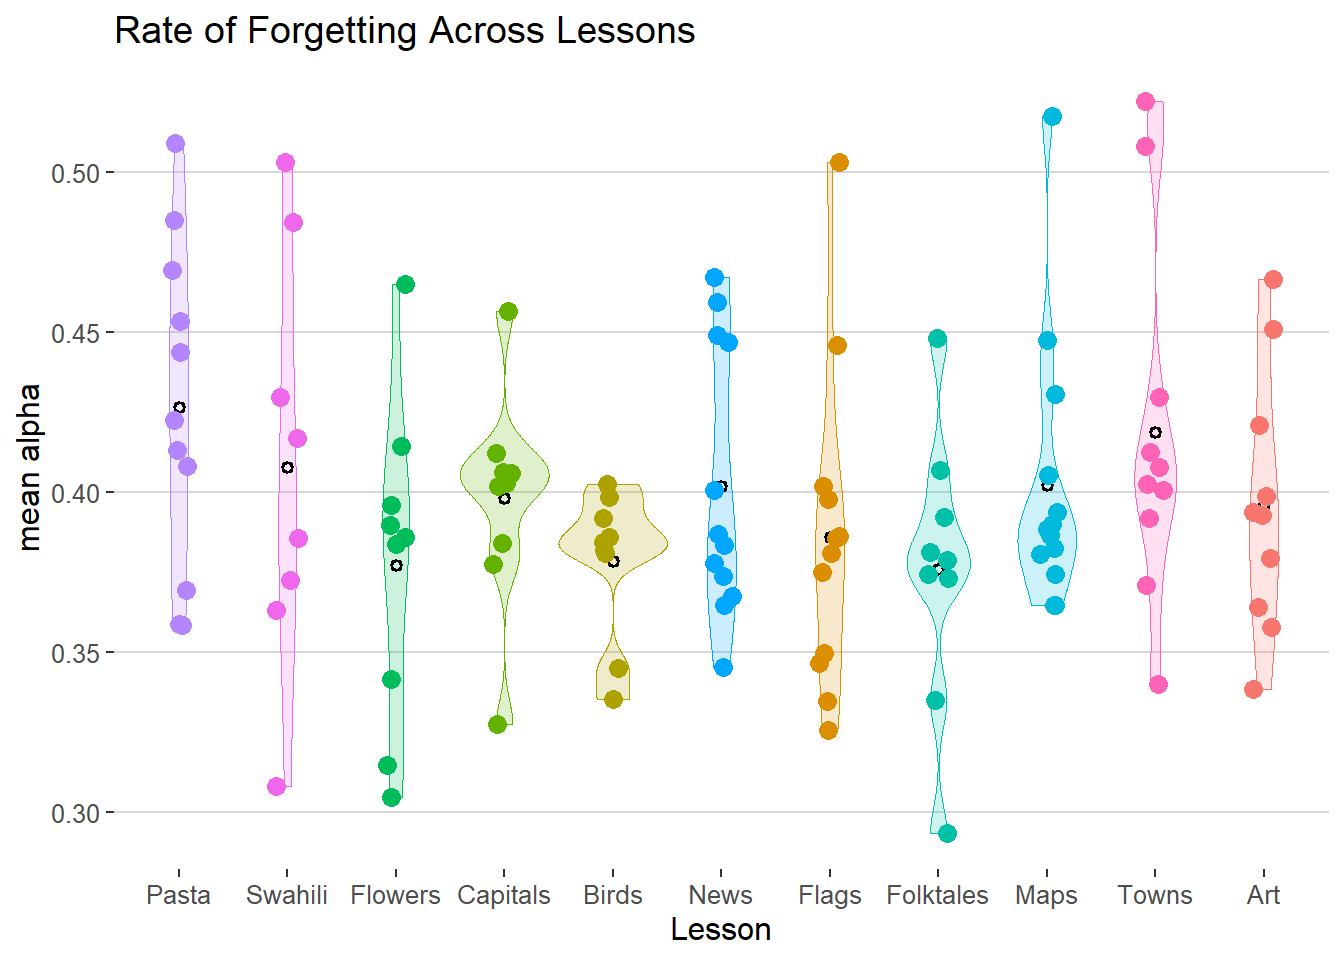 Rate of Forgetting Across Lessons
mean alpha
0.50
0.45
0.40
0.35
0.30
Pasta Swahili Flowers Capitals Birds News Flags Folktales Maps Towns Art
Lesson